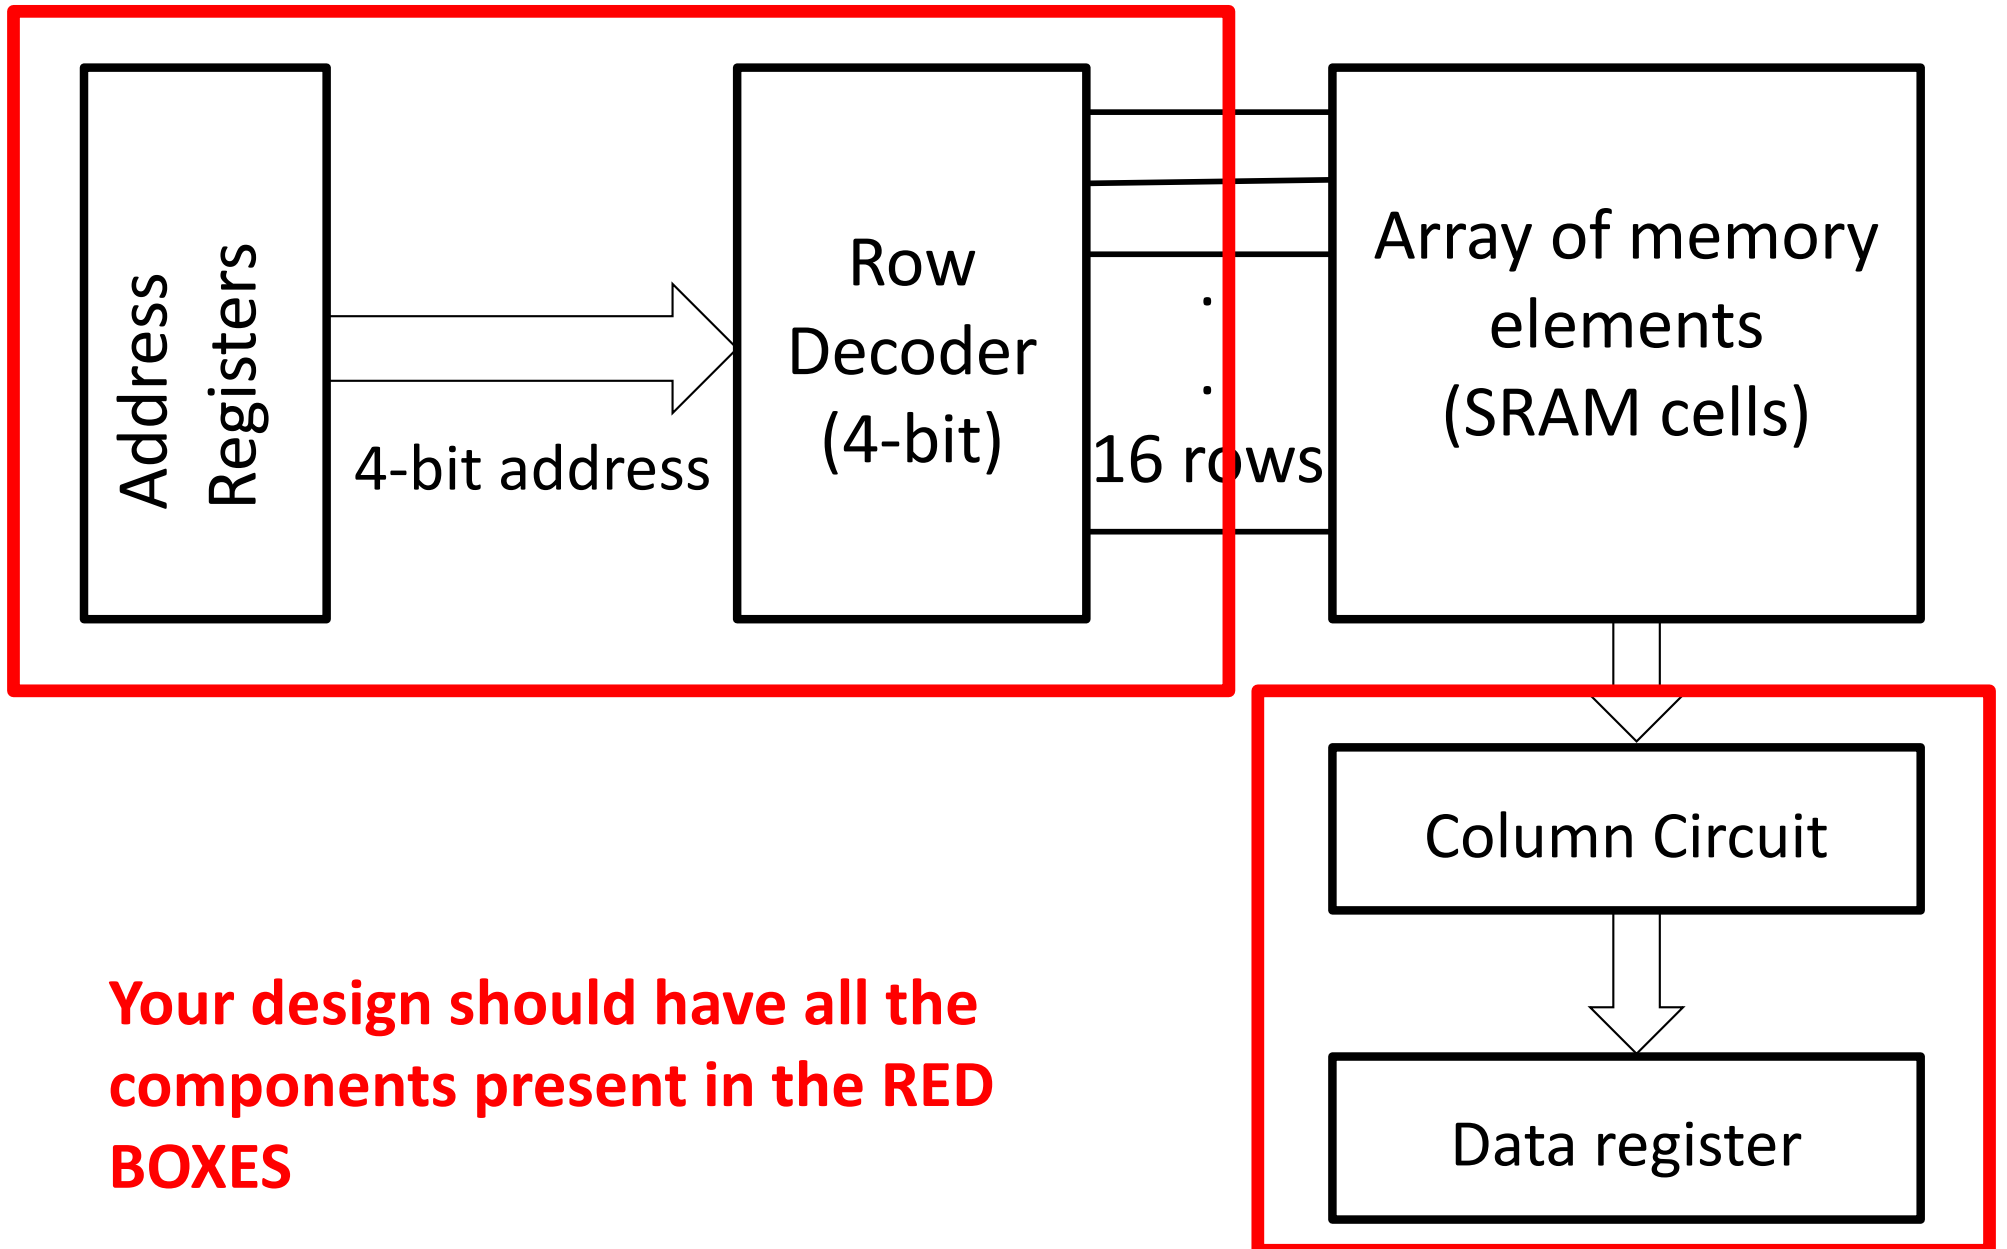 Address
Registers
4-bit address
Row
Decoder
(4-bit)
.
.
16 rows
Array of memory
elements
(SRAM cells)
Column Circuit
Data register
Your design should have all the
components present in the RED
BOXES